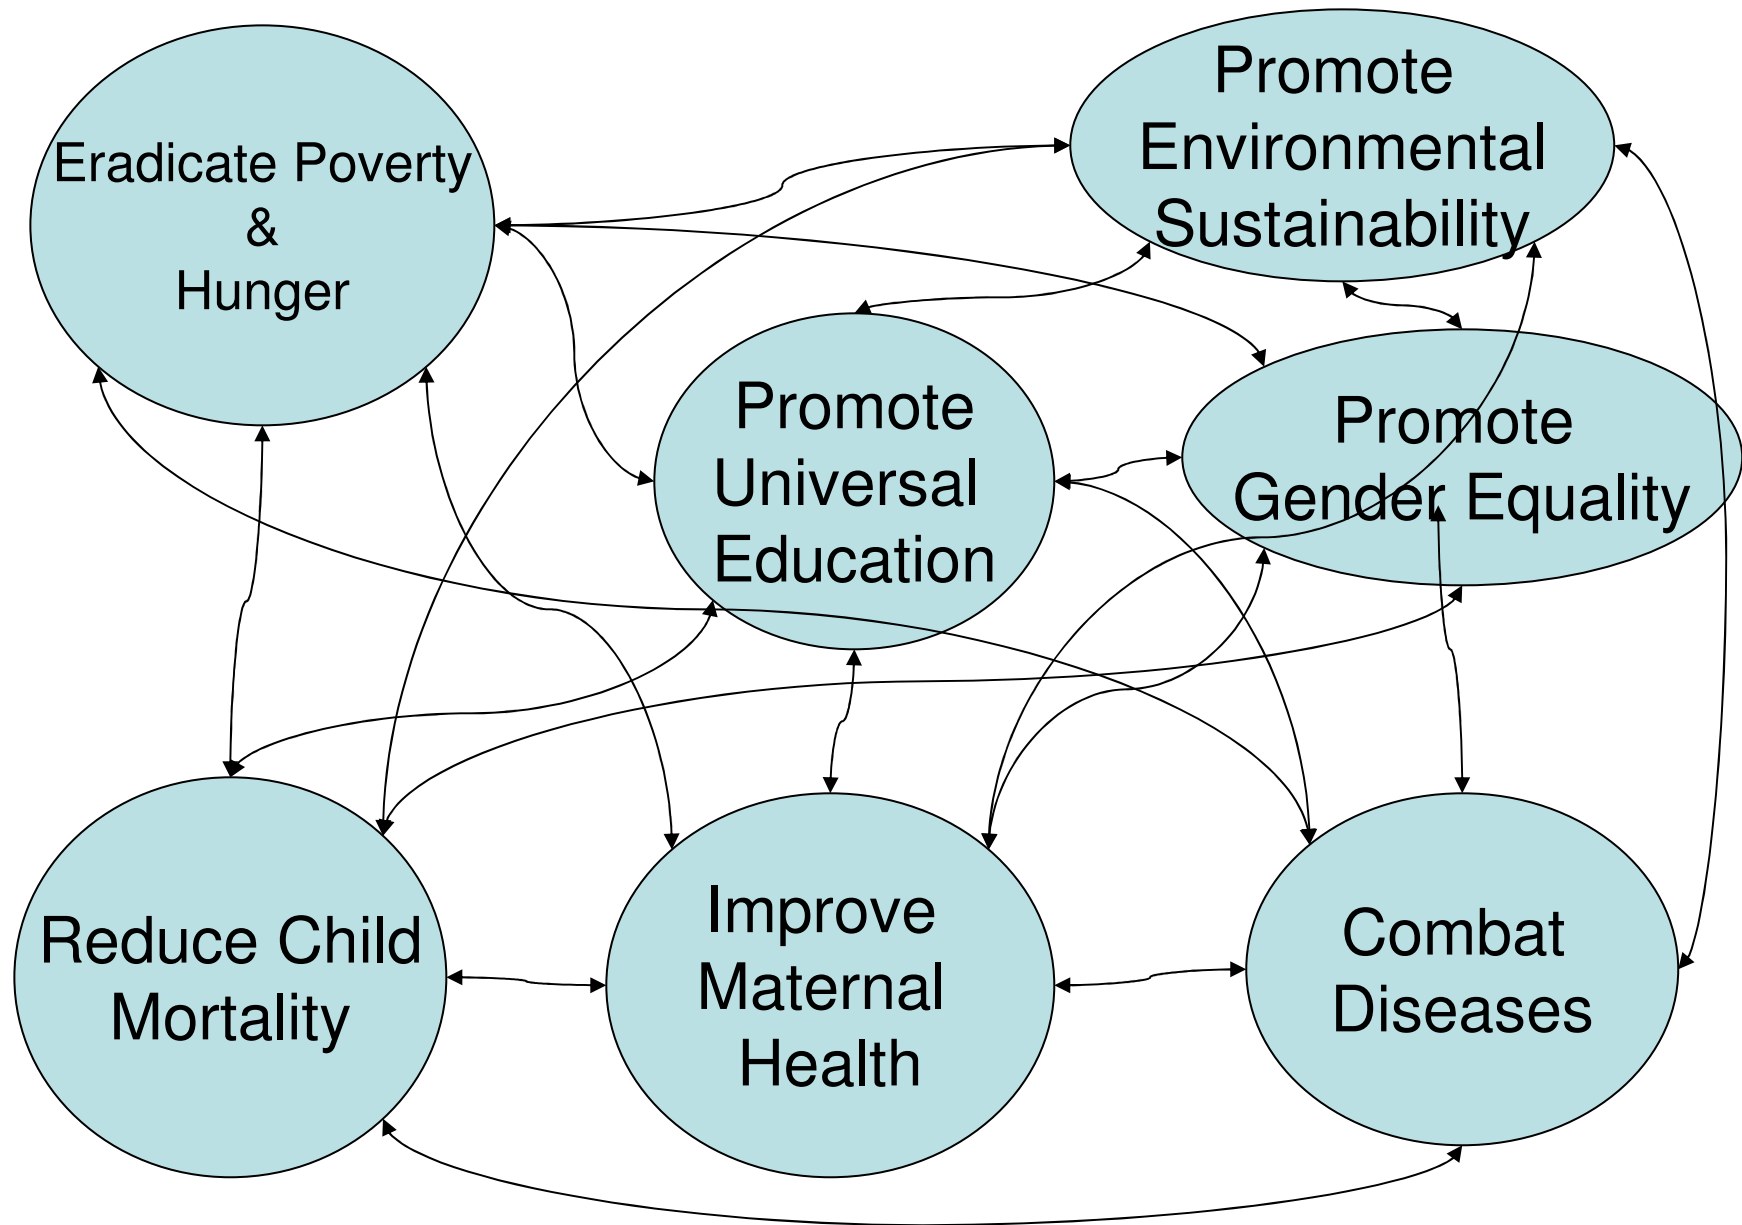 Eradicate Poverty
&
Hunger
Promote
Environmental
Sustainability
Promote
Universal
Education
Promote
Gender Equality
Reduce Child
Mortality
Improve
Maternal
Health
Combat
Diseases